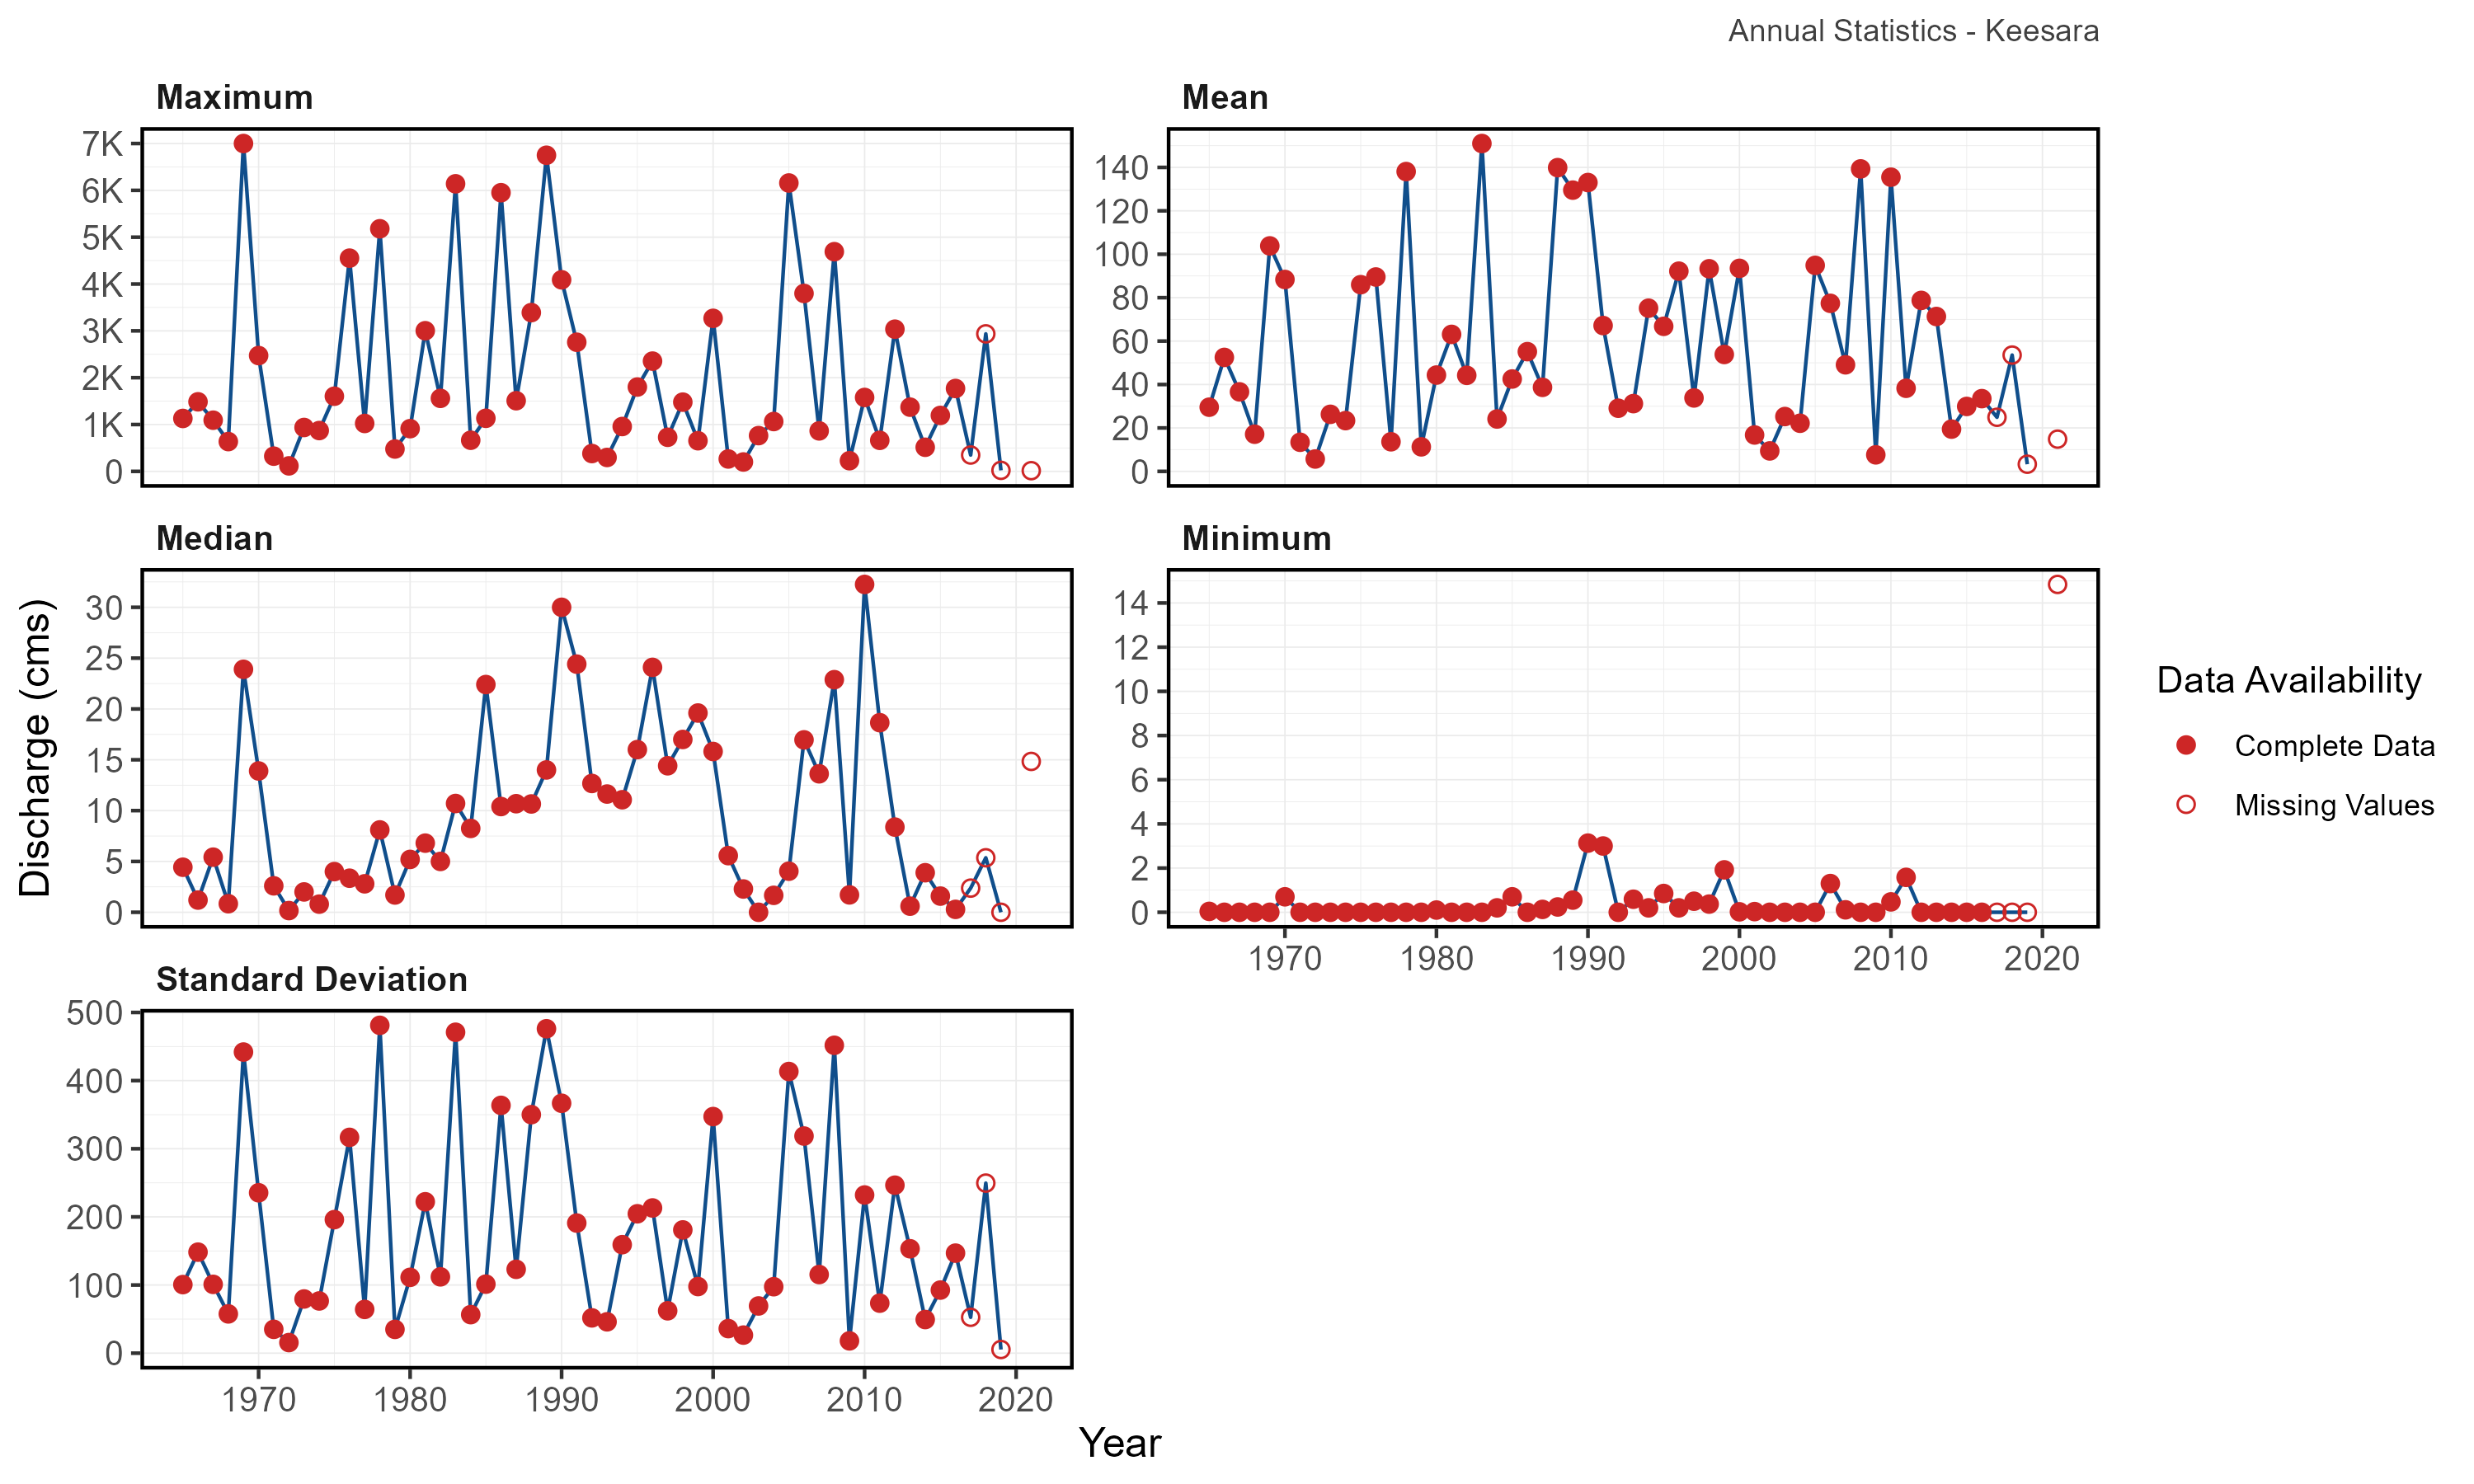 Annual Statistics - Keesara
Maximum
7K
6K
5K
4K
3K
2K
1K
0
Mean
140
120
100
80
60
40
20
0
Discharge (cms)
Median
30
25
20
15
10
5
0
Minimum
14
12
10
8
6
4
2
0
1970 1980 1990 2000 2010 2020
Data Availability
Complete Data
Missing Values
Standard Deviation
500
400
300
200
100
0
1970 1980 1990 2000 2010 2020
Year